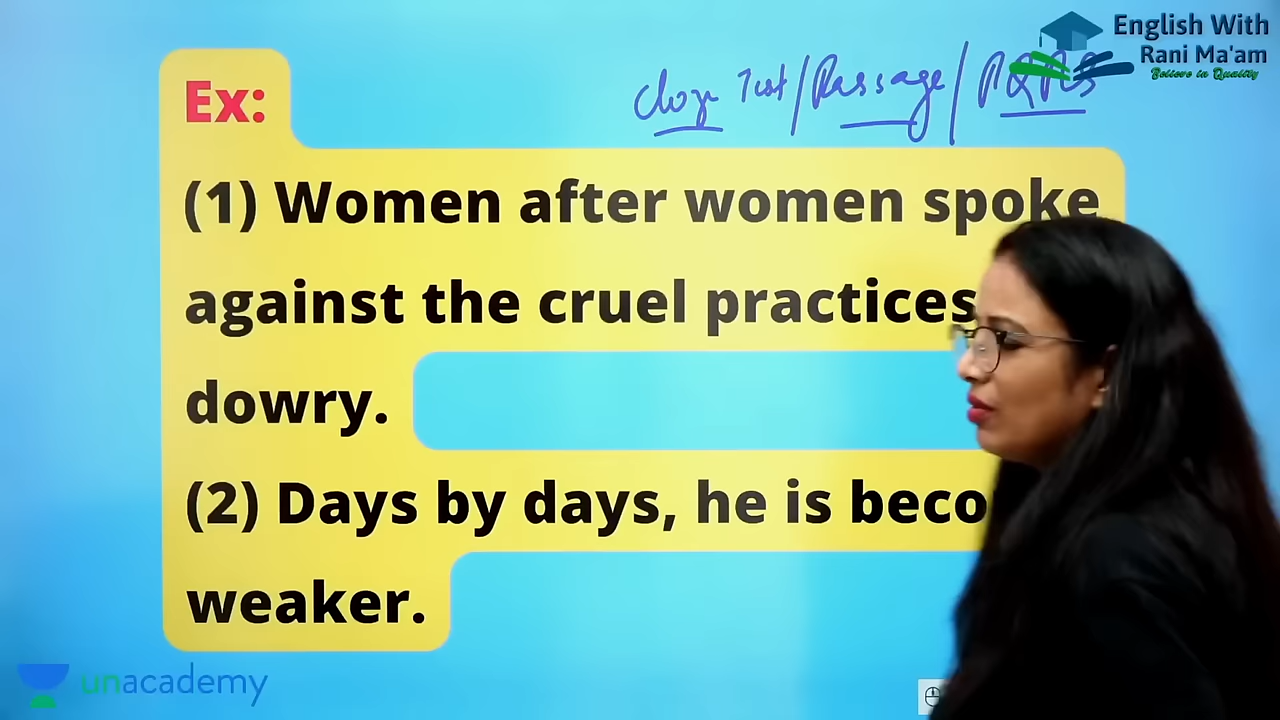 English With
Rani Ma'am
Believe in Quality
Cloze Test/Passage/PQRS
Ex:
(1) Women after women spoke
against the cruel practices
dowry.
(2) Days by days, he is beco
weaker.
unacademy